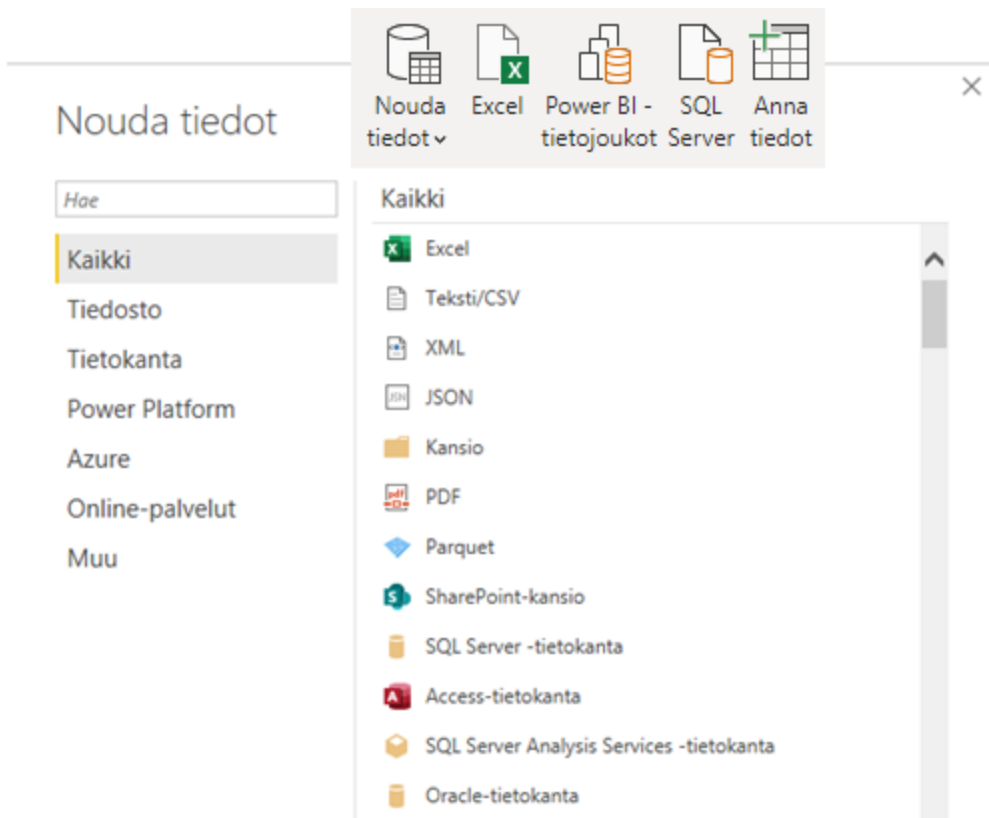 Nouda tiedot
Excel
Power BI - tietojoukot
SQL Server
Anna tiedot
Nouda tiedot
Hae
Kaikki
Tiedosto
Tietokanta
Power Platform
Azure
Online-palvelut
Muu
Kaikki
Excel
Teksti/CSV
XML
JSON
Kansio
PDF
Parquet
SharePoint-kansio
SQL Server -tietokanta
Access-tietokanta
SQL Server Analysis Services -tietokanta
Oracle-tietokanta